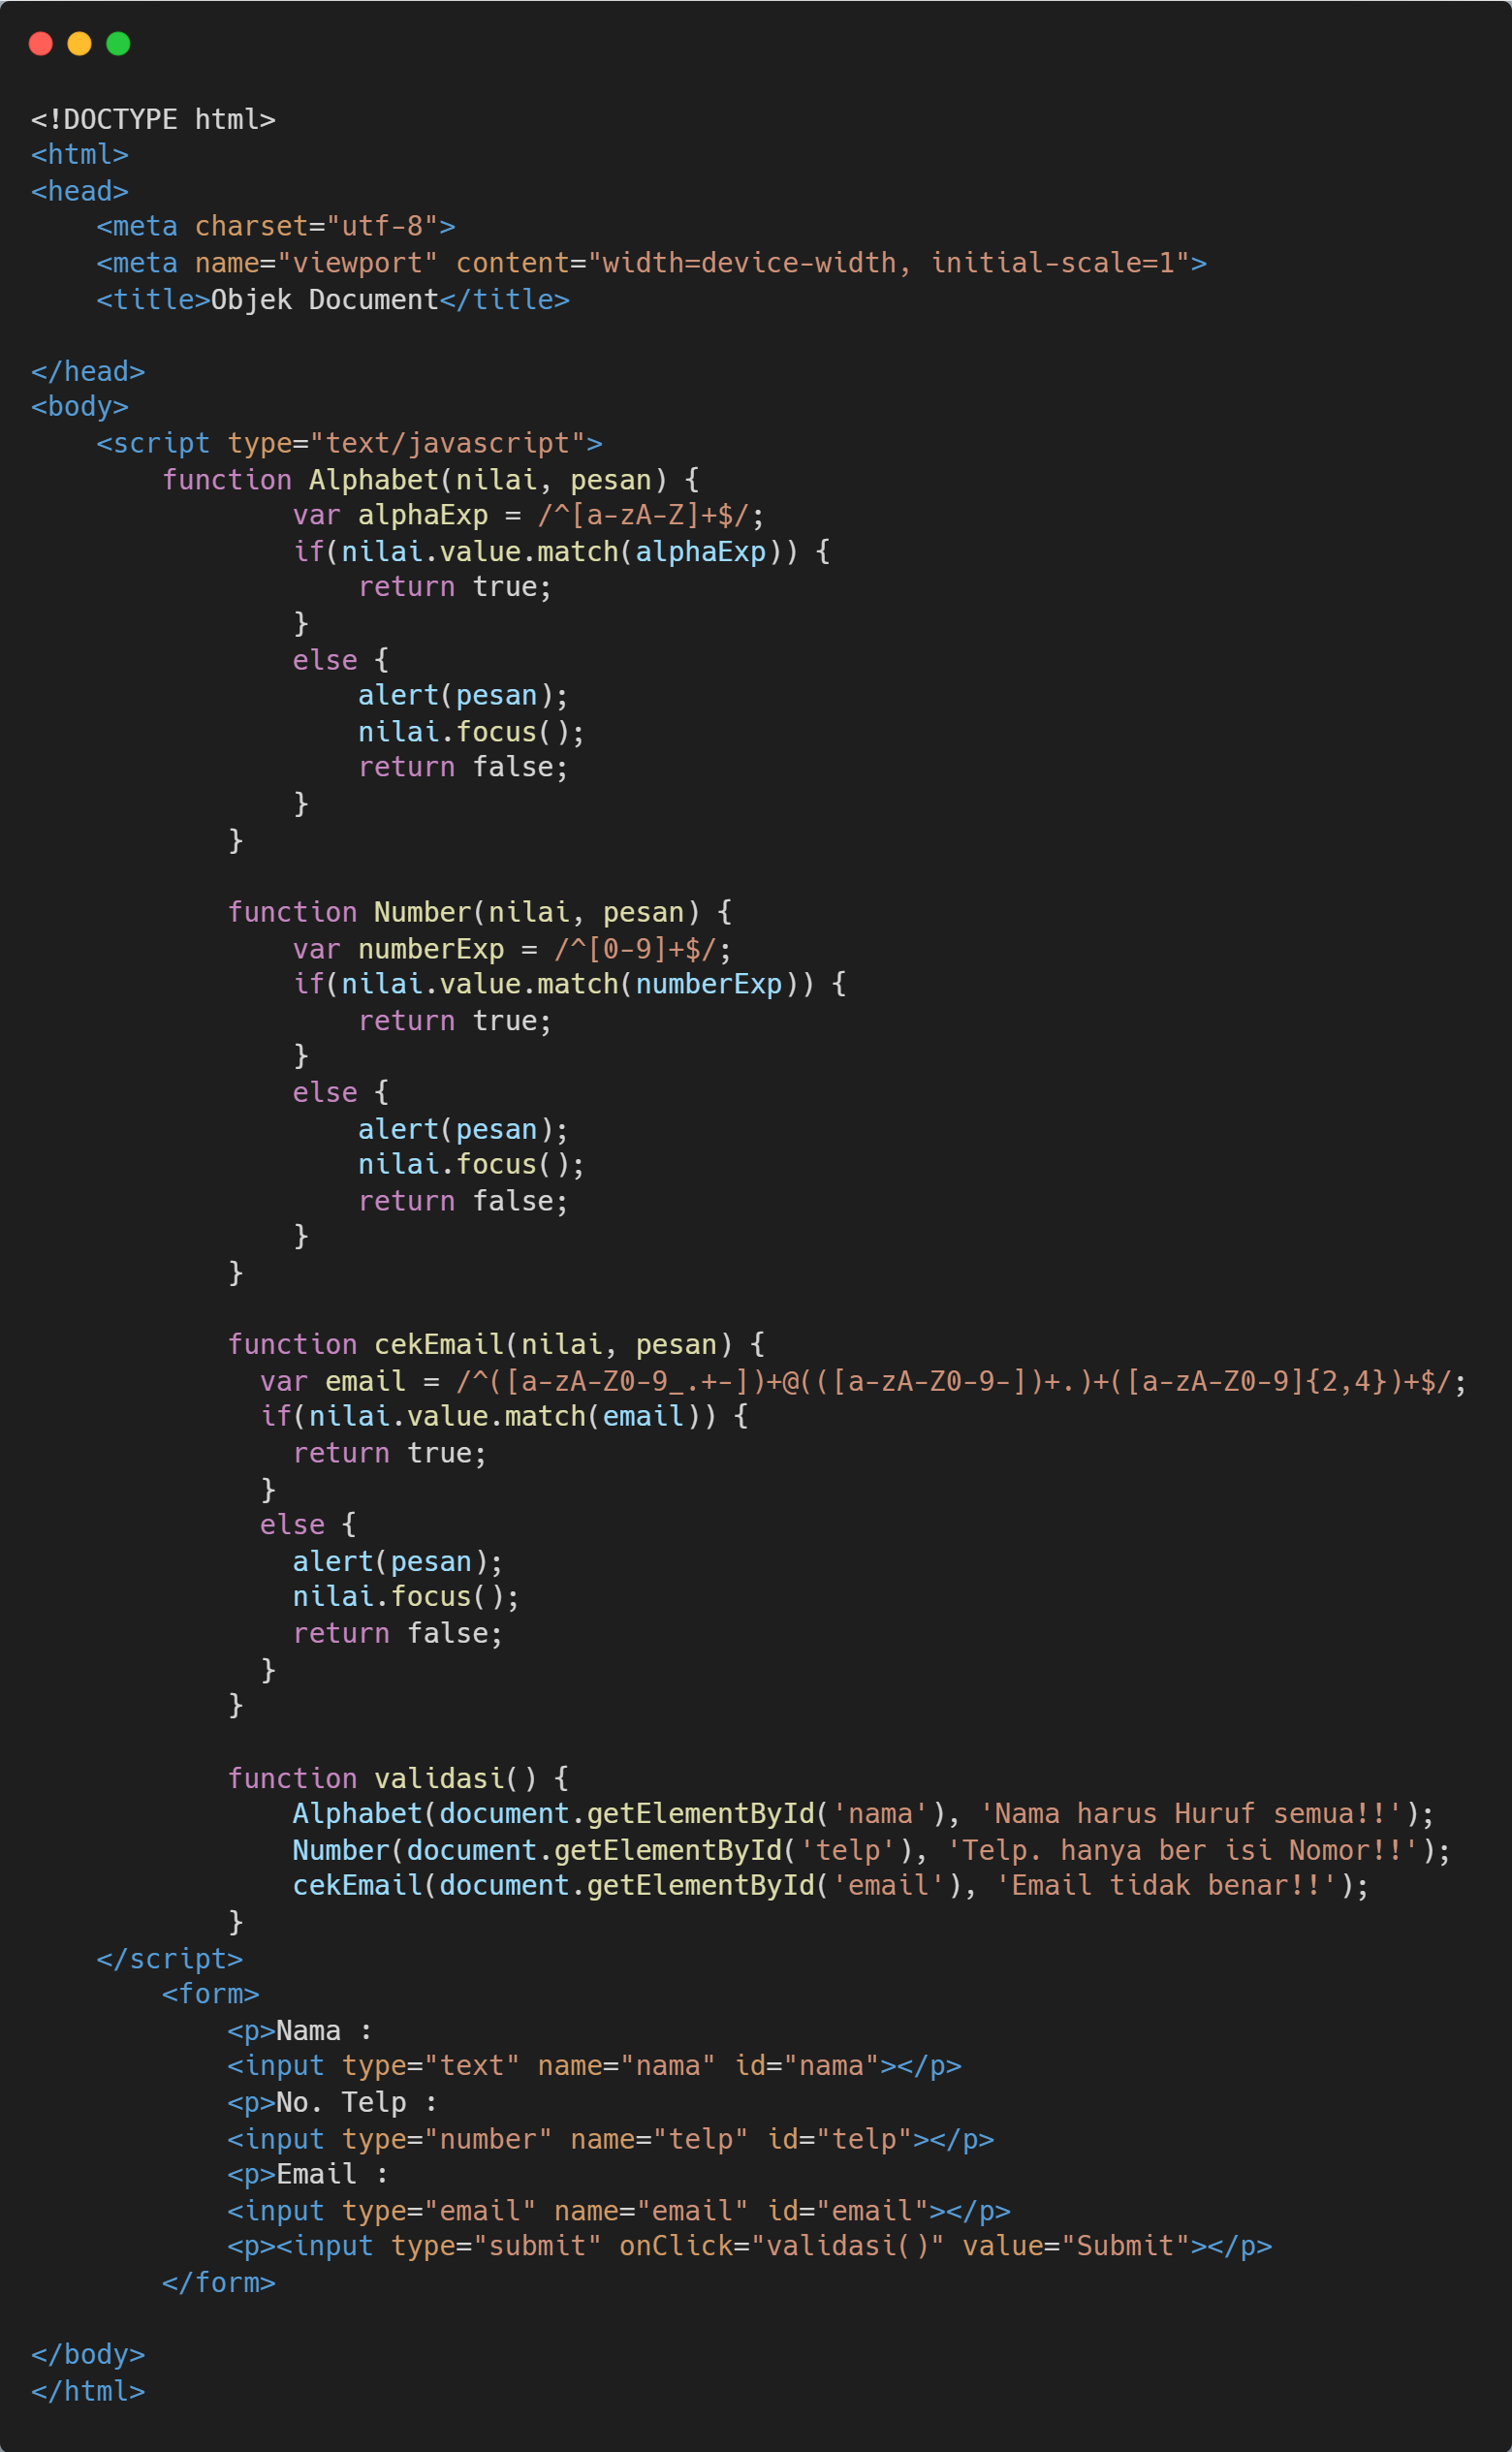 <!DOCTYPE html>
<html>
<head>
    <meta charset="utf-8">
    <meta name="viewport" content="width=device-width, initial-scale=1">
    <title>Objek Document</title>

</head>
<body>
    <script type="text/javascript">
        function Alphabet(nilai, pesan) {
                var alphaExp = /^[a-zA-Z]+$/;
                if(nilai.value.match(alphaExp)) {
                    return true;
                }
                else {
                    alert(pesan);
                    nilai.focus();
                    return false;
                }
            }

            function Number(nilai, pesan) {
                var numberExp = /^[0-9]+$/;
                if(nilai.value.match(numberExp)) {
                    return true;
                }
                else {
                    alert(pesan);
                    nilai.focus();
                    return false;
                }
            }

            function cekEmail(nilai, pesan) {
              var email = /^([a-zA-Z0-9_.+-])+@(([a-zA-Z0-9-])+.)+([a-zA-Z0-9]{2,4})+$/;
              if(nilai.value.match(email)) {
                return true;
              }
              else {
                alert(pesan);
                nilai.focus();
                return false;
              }
            }

            function validasi() {
                Alphabet(document.getElementById('nama'), 'Nama harus Huruf semua!!');
                Number(document.getElementById('telp'), 'Telp. hanya ber isi Nomor!!');
                cekEmail(document.getElementById('email'), 'Email tidak benar!!');
            }
    </script>
        <form>
            <p>Nama :
            <input type="text" name="nama" id="nama"></p>
            <p>No. Telp :
            <input type="number" name="telp" id="telp"></p>
            <p>Email :
            <input type="email" name="email" id="email"></p>
            <p><input type="submit" onClick="validasi()" value="Submit"></p>
        </form>

</body>
</html>